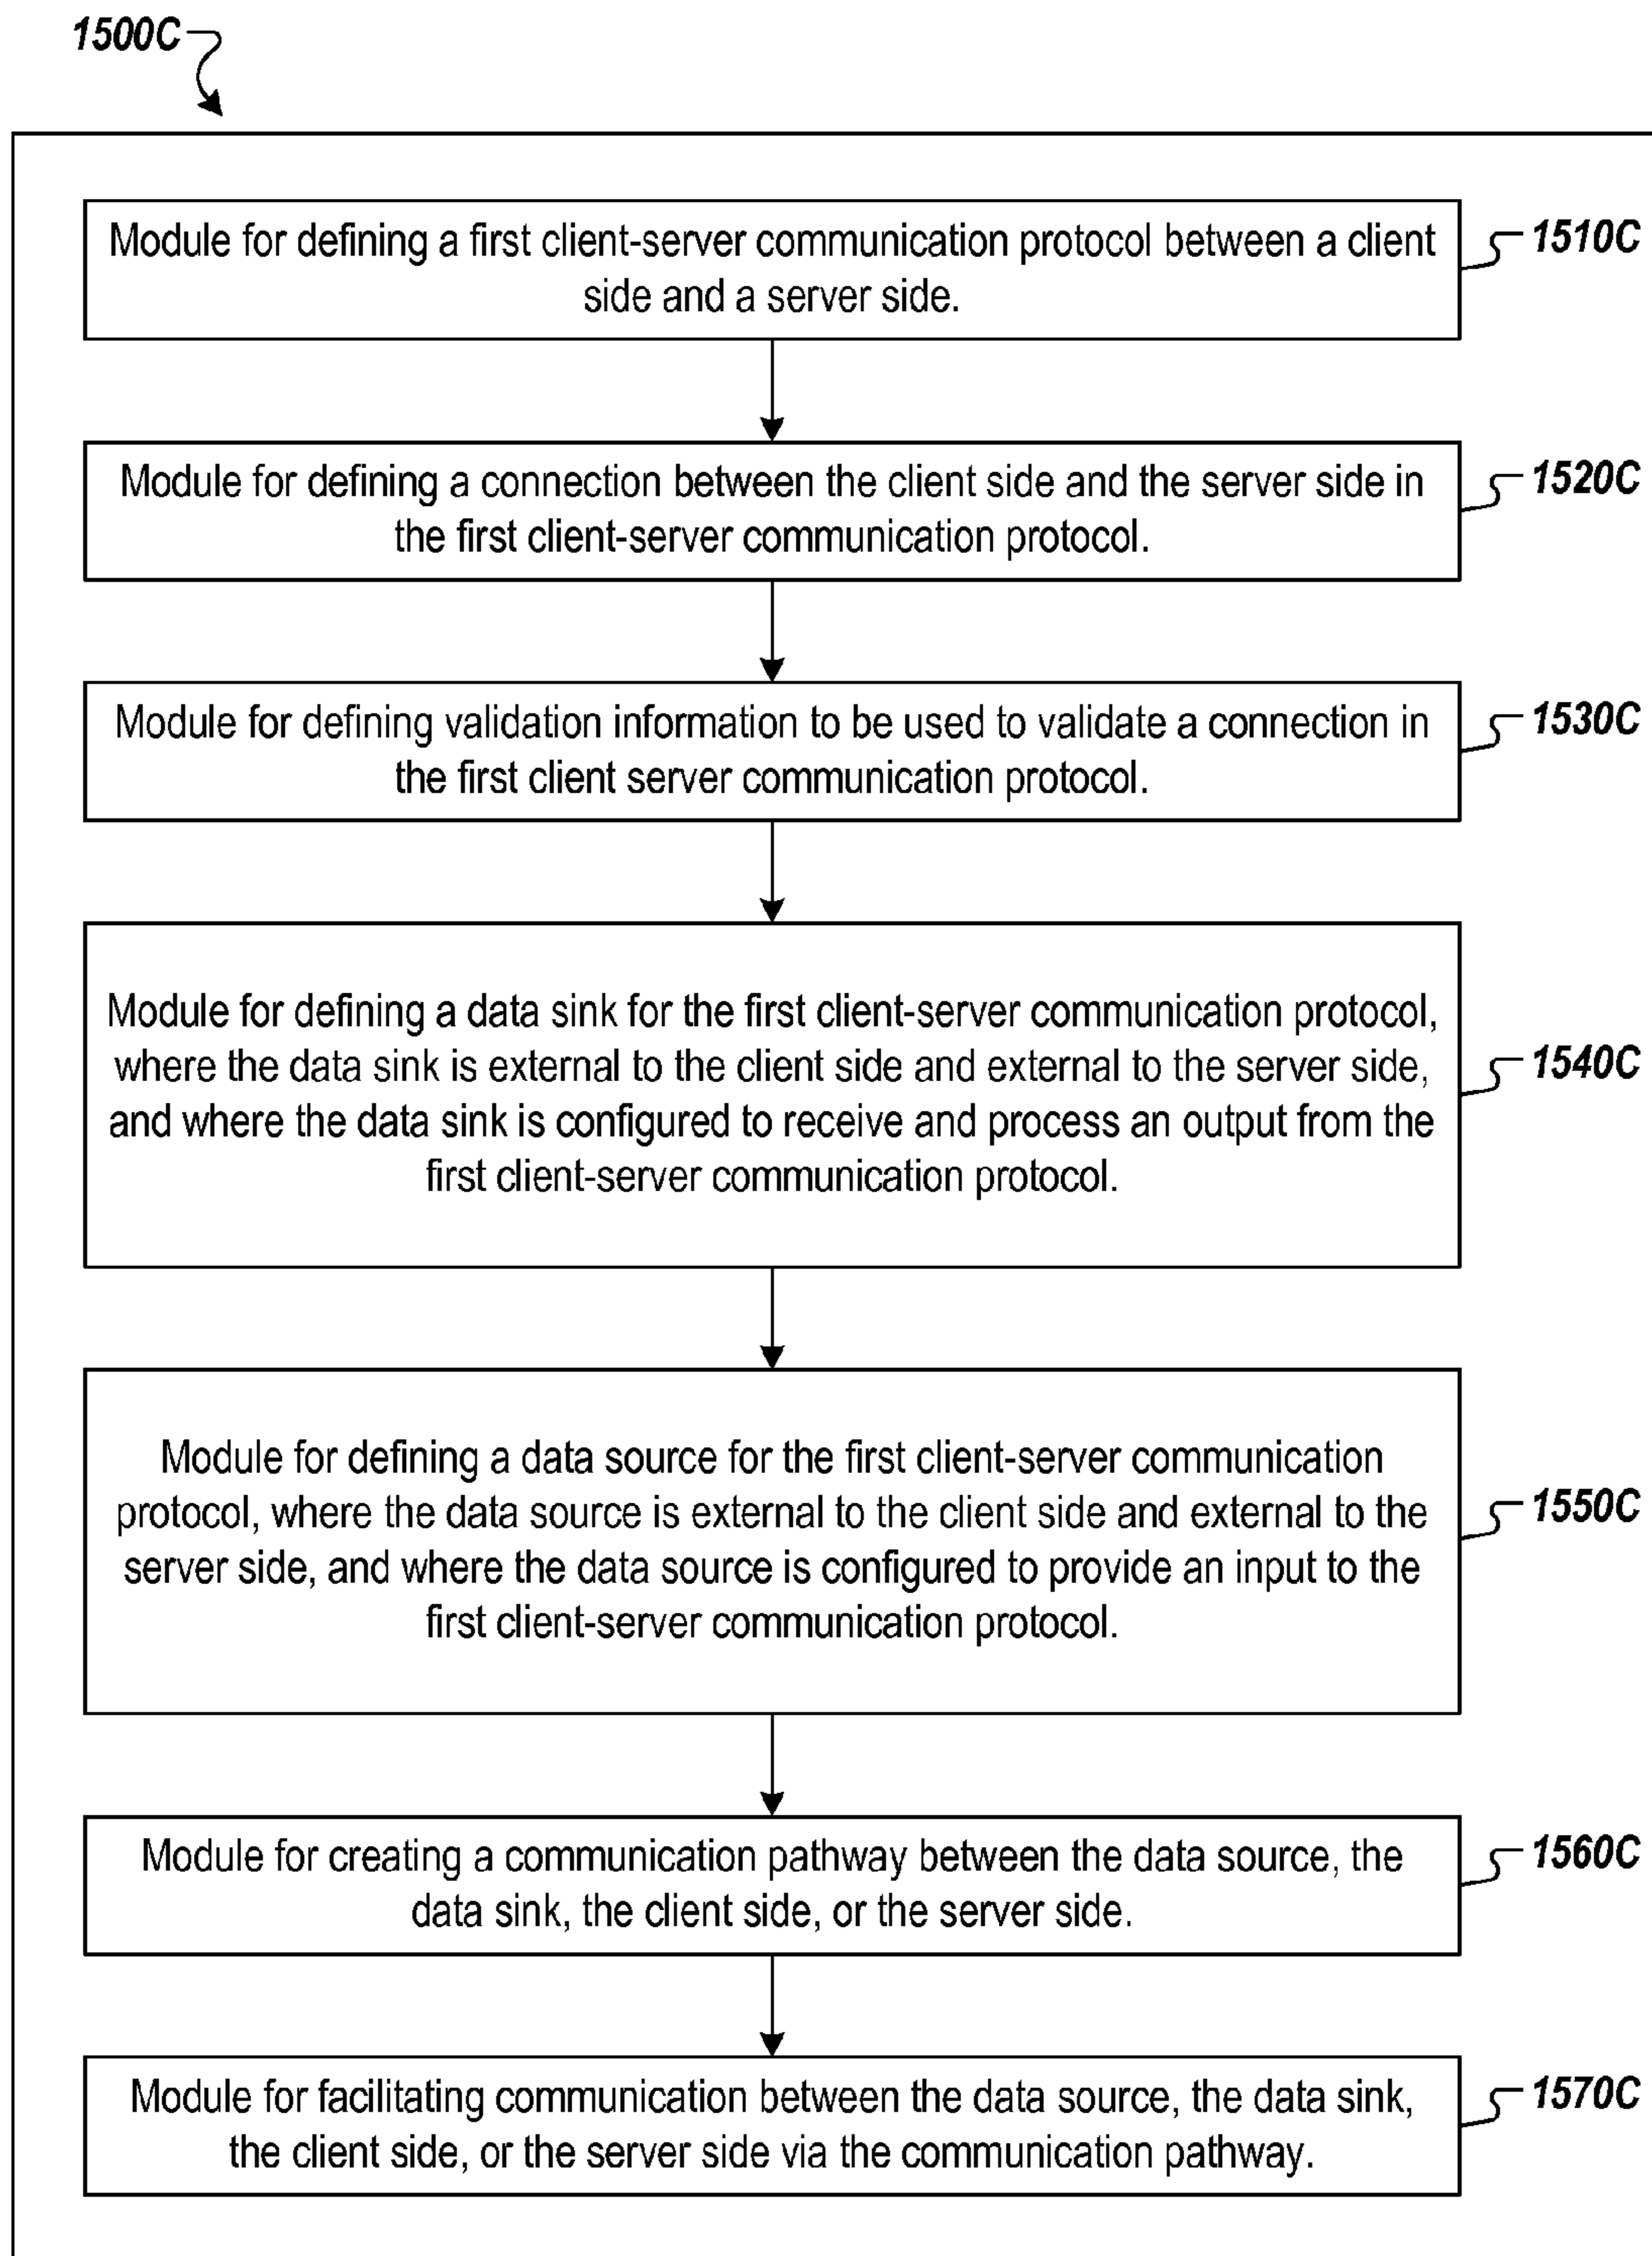 1500C
Module for defining a first client-server communication protocol between a client
side and a server side.
1510C
Module for defining a connection between the client side and the server side in
the first client-server communication protocol.
1520C
Module for defining validation information to be used to validate a connection in
the first client server communication protocol.
1530C
Module for defining a data sink for the first client-server communication protocol,
where the data sink is external to the client side and external to the server side,
and where the data sink is configured to receive and process an output from the
first client-server communication protocol.
1540C
Module for defining a data source for the first client-server communication
protocol, where the data source is external to the client side and external to the
server side, and where the data source is configured to provide an input to the
first client-server communication protocol.
1550C
Module for creating a communication pathway between the data source, the
data sink, the client side, or the server side.
1560C
Module for facilitating communication between the data source, the data sink,
the client side, or the server side via the communication pathway.
1570C